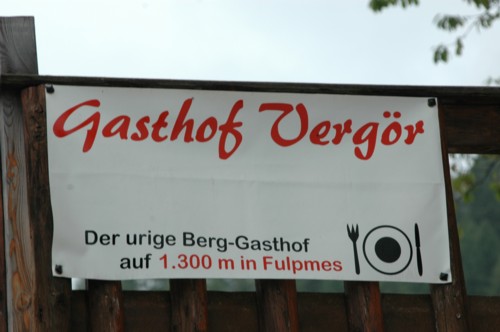 Gasthof Vergör
Der urige Berg-Gasthof
auf 1.300 m in Fulpmes